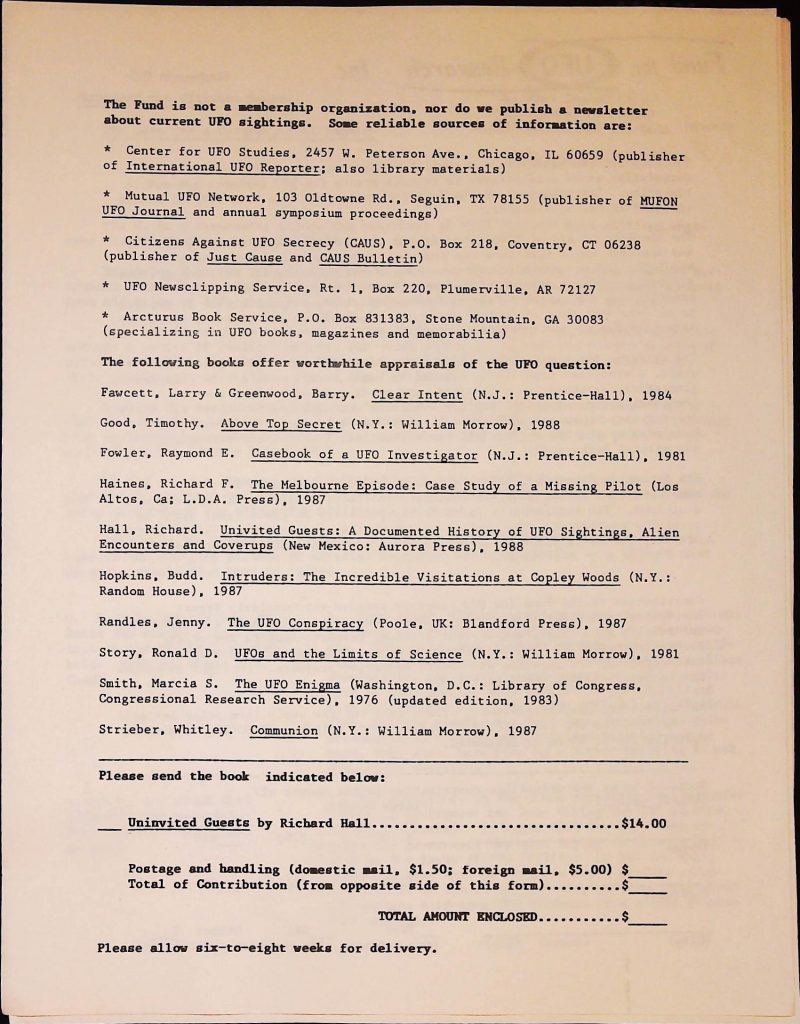 The Fund is not a membership organization, nor do we publish a newsletter
about current UFO sightings. Some reliable sources of information are:
* Center for UFO Studies, 2457 W. Peterson Ave., Chicago, IL 60659 (publisher
of International UFO Reporter; also library materials)
* Mutual UFO Network, 103 Oldtowne Rd., Seguin, TX 78155 (publisher of MUFON
UFO Journal and annual symposium proceedings)
* Citizens Against UFO Secrecy (CAUS), P.O. Box 218, Coventry, CT 06238
(publisher of Just Cause and CAUS Bulletin)
* UFO Newsclipping Service, Rt. 1, Box 220, Plumerville, AR 72127
* Arcturus Book Service, P.O. Box 831383, Stone Mountain, GA 30083
(specializing in UFO books, magazines and memorabilia)
The following books offer worthwhile appraisals of the UFO question:
Fawcett, Larry & Greenwood, Barry. Clear Intent (N.J.: Prentice-Hall), 1984
Good, Timothy. Above Top Secret (N.Y.: William Morrow), 1988
Fowler, Raymond E. Casebook of a UFO Investigator (N.J.: Prentice-Hall), 1981
Haines, Richard F. The Melbourne Episode: Case Study of a Missing Pilot (Los
Altos, Ca; L.D.A. Press), 1987
Hall, Richard. Univited Guests: A Documented History of UFO Sightings, Alien
Encounters and Coverups (New Mexico: Aurora Press), 1988
Hopkins, Budd. Intruders: The Incredible Visitations at Copley Woods (N.Y.:
Random House), 1987
Randles, Jenny. The UFO Conspiracy (Poole, UK: Blandford Press), 1987
Story, Ronald D. UFOs and the Limits of Science (N.Y.: William Morrow), 1981
Smith, Marcia S. The UFO Enigma (Washington, D.C.: Library of Congress,
Congressional Research Service), 1976 (updated edition, 1983)
Strieber, Whitley. Communion (N.Y.: William Morrow), 1987
Please send the book indicated below:
___ Uninvited Guests by Richard Hall...............................$14.00
Postage and handling (domestic mail, $1.50; foreign mail, $5.00) $_____
Total of Contribution (from opposite side of this form)..........$_____
TOTAL AMOUNT ENCLOSED...........$_____
Please allow six-to-eight weeks for delivery.